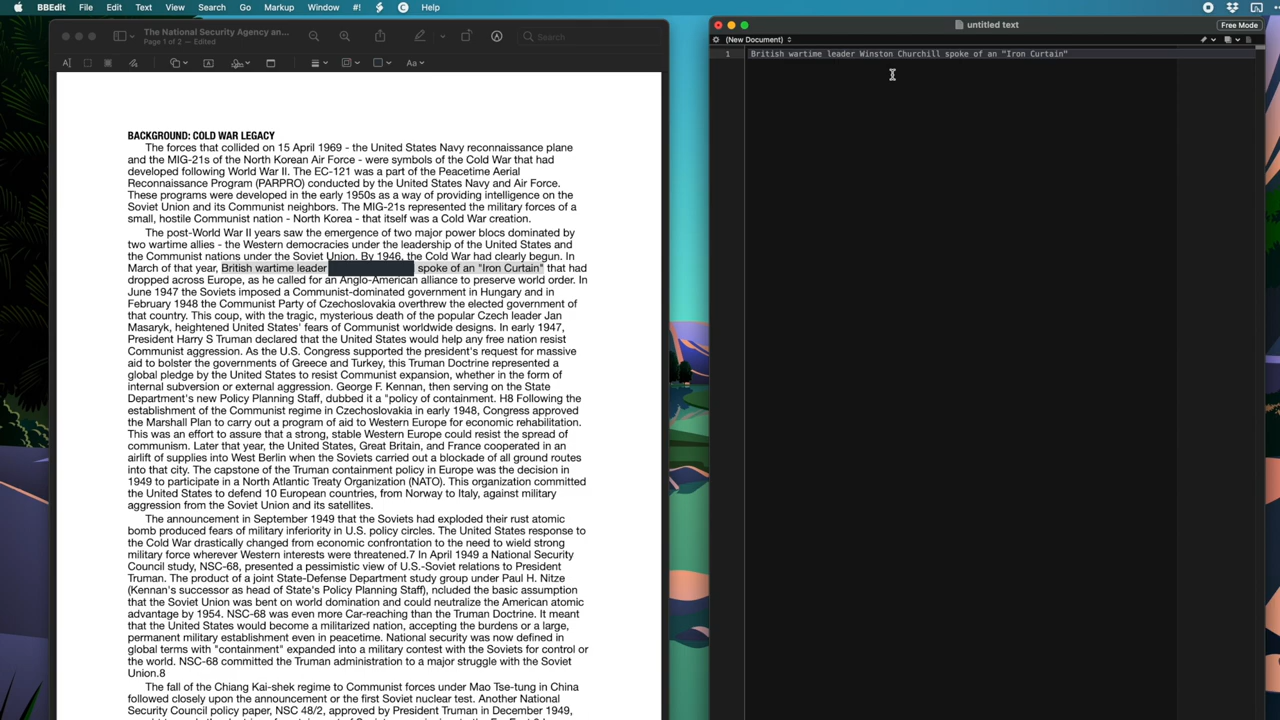 BBEdit File Edit Text View Search Go Markup Window #! Help
The National Security Agency an...
Page 1 of 2 — Edited
Search
Aa
BACKGROUND: COLD WAR LEGACY
The forces that collided on 15 April 1969 - the United States Navy reconnaissance plane
and the MIG-21s of the North Korean Air Force - were symbols of the Cold War that had
developed following World War II. The EC-121 was a part of the Peacetime Aerial
Reconnaissance Program (PARPRO) conducted by the United States Navy and Air Force.
These programs were developed in the early 1950s as a way of providing intelligence on the
Soviet Union and its Communist neighbors. The MIG-21s represented the military forces of a
small, hostile Communist nation - North Korea - that itself was a Cold War creation.
The post-World War II years saw the emergence of two major power blocs dominated by
two wartime allies - the Western democracies under the leadership of the United States and
the Communist nations under the Soviet Union. By 1946, the Cold War had clearly begun. In
March of that year, British wartime leader spoke of an "Iron Curtain" that had
dropped across Europe, as he called for an Anglo-American alliance to preserve world order. In
June 1947 the Soviets imposed a Communist-dominated government in Hungary and in
February 1948 the Communist Party of Czechoslovakia overthrew the elected government of
that country. This coup, with the tragic, mysterious death of the popular Czech leader Jan
Masaryk, heightened United States' fears of Communist worldwide designs. In early 1947,
President Harry S Truman declared that the United States would help any free nation resist
Communist aggression. As the U.S. Congress supported the president's request for massive
aid to bolster the governments of Greece and Turkey, this Truman Doctrine represented a
global pledge by the United States to resist Communist expansion, whether in the form of
internal subversion or external aggression. George F. Kennan, then serving on the State
Department's new Policy Planning Staff, dubbed it a "policy of containment. H8 Following the
establishment of the Communist regime in Czechoslovakia in early 1948, Congress approved
the Marshall Plan to carry out a program of aid to Western Europe for economic rehabilitation.
This was an effort to assure that a strong, stable Western Europe could resist the spread of
communism. Later that year, the United States, Great Britain, and France cooperated in an
airlift of supplies into West Berlin when the Soviets carried out a blockade of all ground routes
into that city. The capstone of the Truman containment policy in Europe was the decision in
1949 to participate in a North Atlantic Treaty Organization (NATO). This organization committed
the United States to defend 10 European countries, from Norway to Italy, against military
aggression from the Soviet Union and its satellites.
The announcement in September 1949 that the Soviets had exploded their rust atomic
bomb produced fears of military inferiority in U.S. policy circles. The United States response to
the Cold War drastically changed from economic confrontation to the need to wield strong
military force wherever Western interests were threatened.7 In April 1949 a National Security
Council study, NSC-68, presented a pessimistic view of U.S.-Soviet relations to President
Truman. The product of a joint State-Defense Department study group under Paul H. Nitze
(Kennan's successor as head of State's Policy Planning Staff), ncluded the basic assumption
that the Soviet Union was bent on world domination and could neutralize the American atomic
advantage by 1954. NSC-68 was even more Car-reaching than the Truman Doctrine. It meant
that the United States would become a militarized nation, accepting the burdens or a large,
permanent military establishment even in peacetime. National security was now defined in
global terms with "containment" expanded into a military contest with the Soviets for control or
the world. NSC-68 committed the Truman administration to a major struggle with the Soviet
Union.8
The fall of the Chiang Kai-shek regime to Communist forces under Mao Tse-tung in China
followed closely upon the announcement or the first Soviet nuclear test. Another National
Security Council policy paper, NSC 48/2, approved by President Truman in December 1949,
untitled text
Free Mode
(New Document)
1 British wartime leader Winston Churchill spoke of an "Iron Curtain"